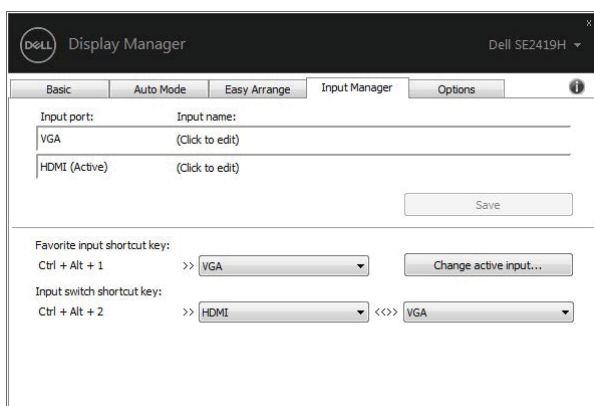 DELL Display Manager Dell SE2419H
x
Basic Auto Mode Easy Arrange Input Manager Options i
Input port: Input name:
VGA (Click to edit)
HDMI (Active) (Click to edit)
Save
Favorite input shortcut key:
Ctrl + Alt + 1 >> VGA Change active input...
Input switch shortcut key:
Ctrl + Alt + 2 >> HDMI <<>> VGA